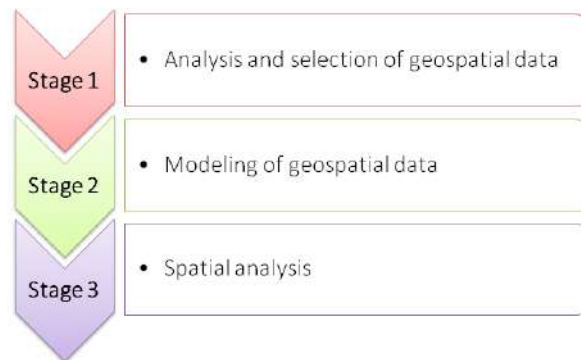 Stage 1
• Analysis and selection of geospatial data
Stage 2
• Modeling of geospatial data
Stage 3
• Spatial analysis